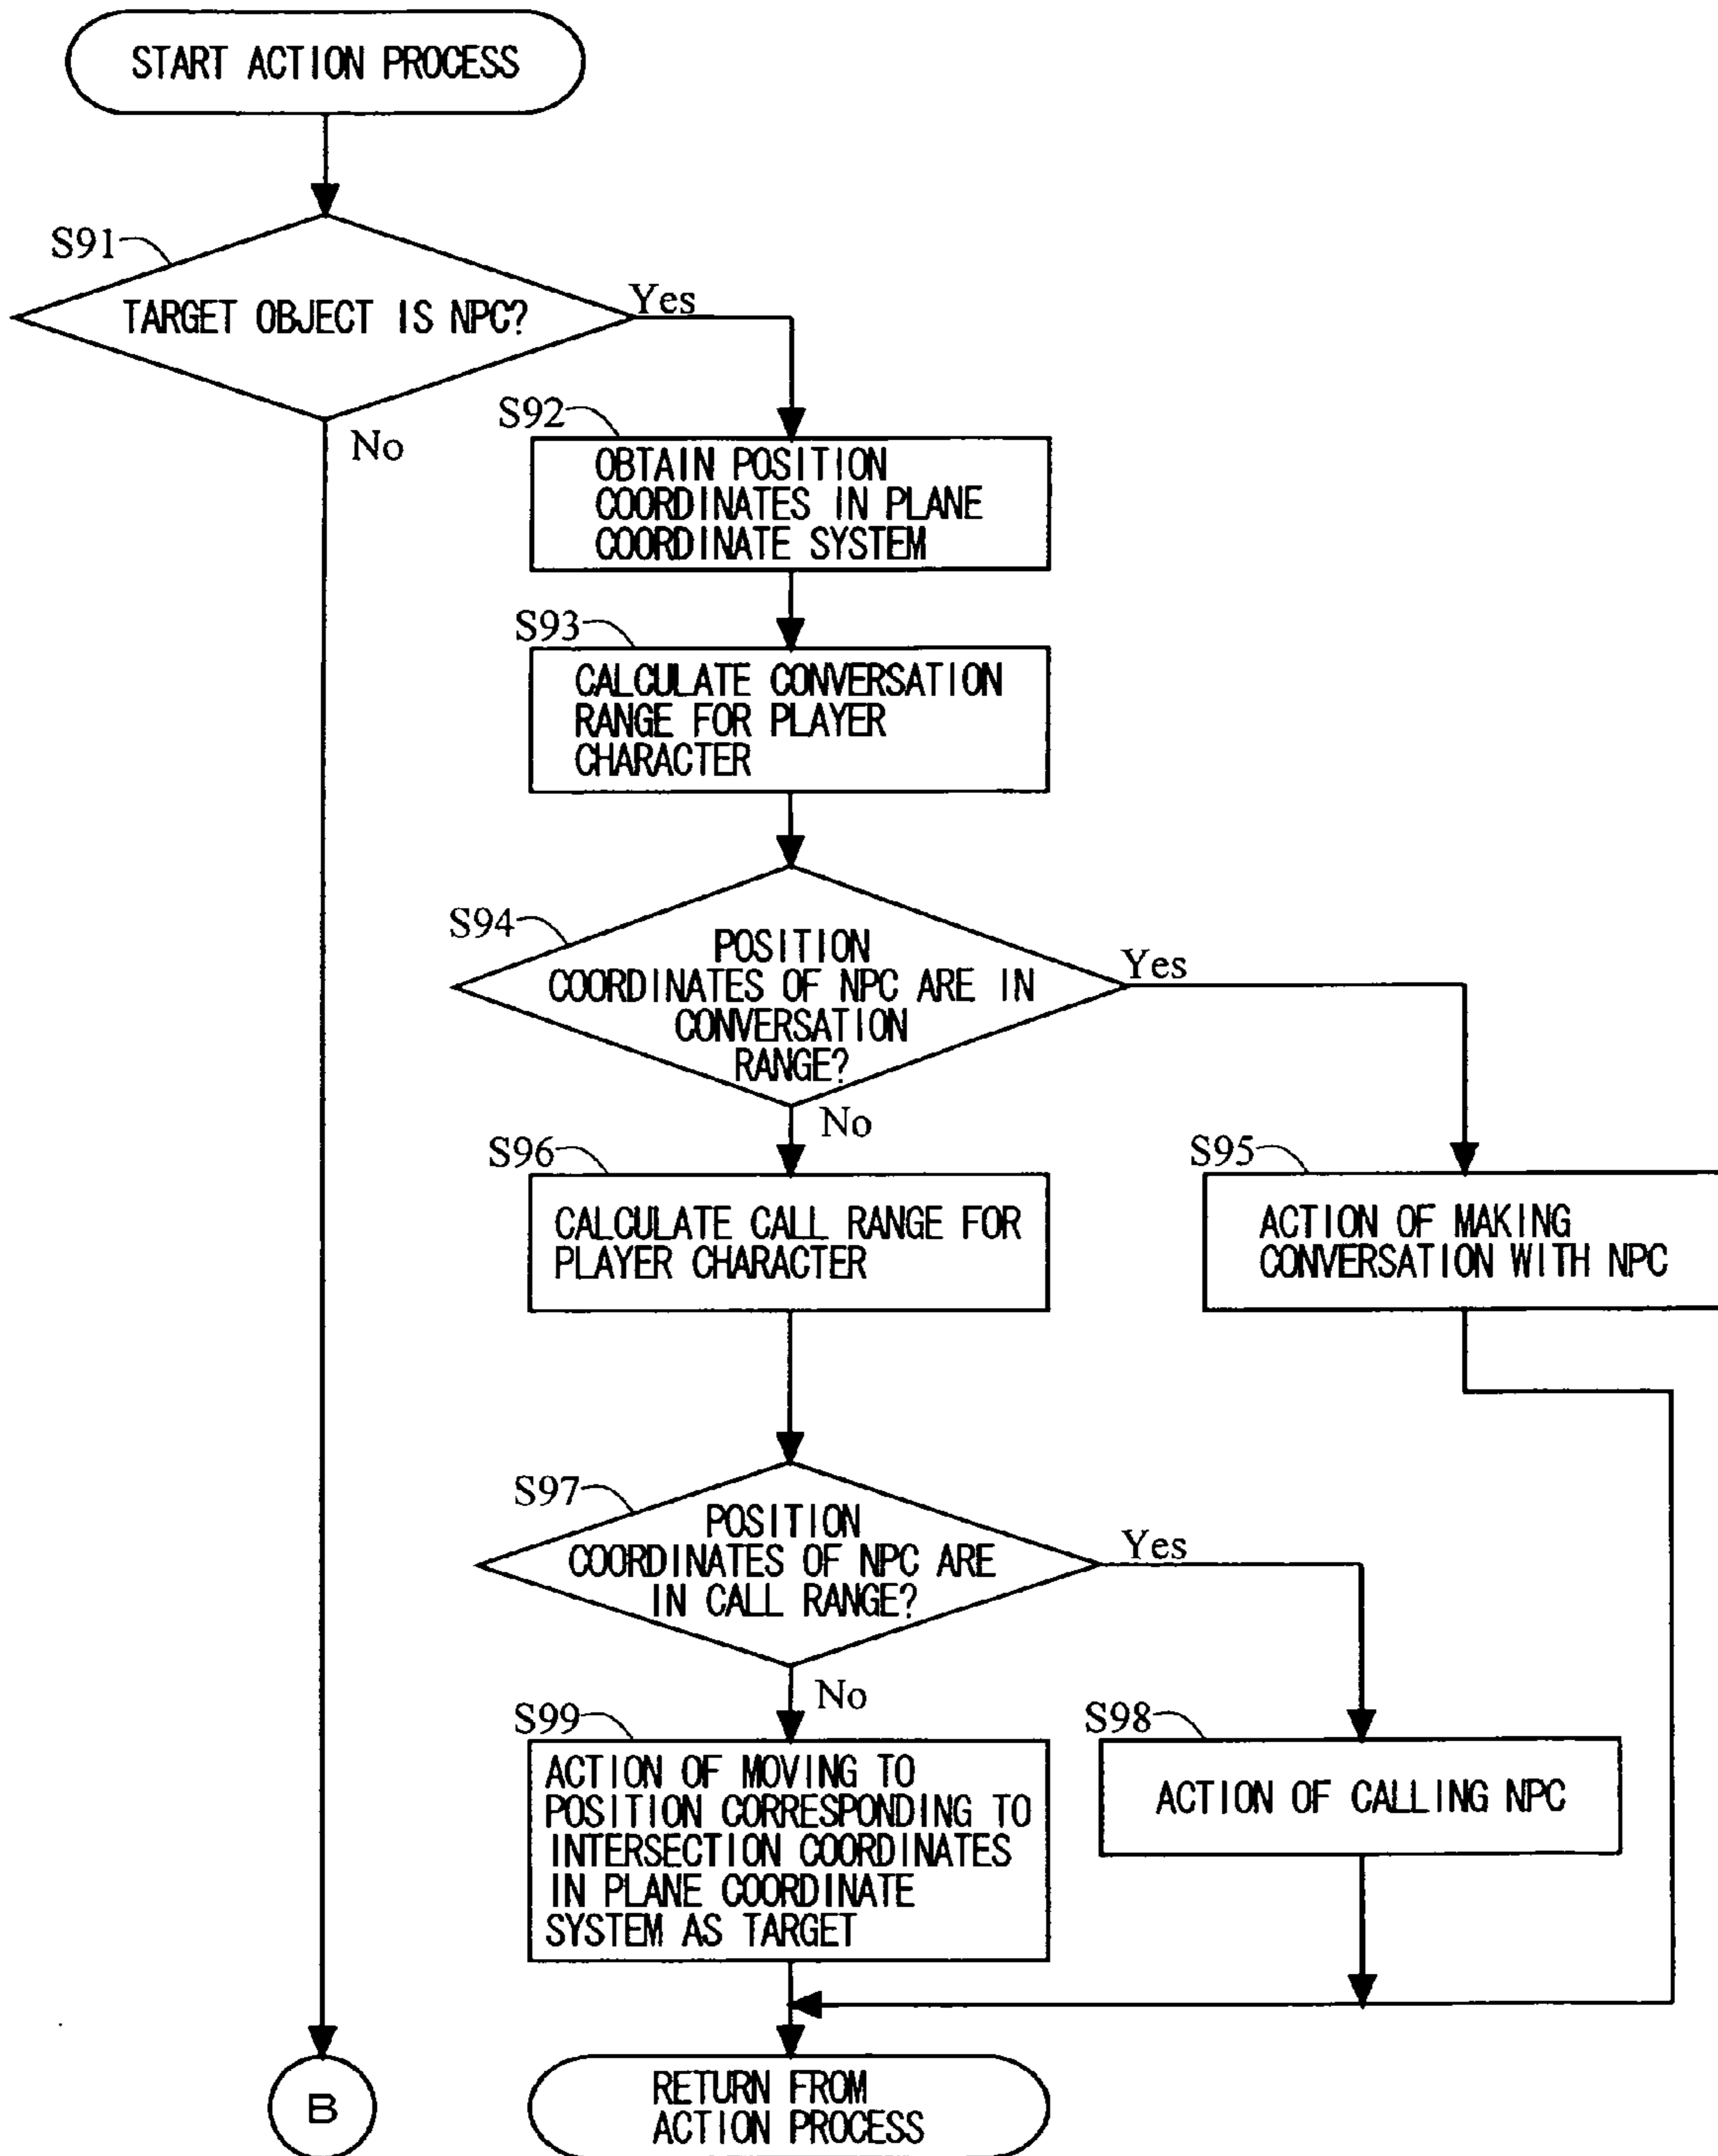 START ACTION PROCESS
S91
TARGET OBJECT IS NPC?
Yes
No
S92
OBTAIN POSITION
COORDINATES IN PLANE
COORDINATE SYSTEM
S93
CALCULATE CONVERSATION
RANGE FOR PLAYER
CHARACTER
S94
POSITION
COORDINATES OF NPC ARE IN
CONVERSATION
RANGE?
Yes
No
S95
ACTION OF MAKING
CONVERSATION WITH NPC
S96
CALCULATE CALL RANGE FOR
PLAYER CHARACTER
S97
POSITION
COORDINATES OF NPC ARE
IN CALL RANGE?
Yes
No
S98
ACTION OF CALLING NPC
S99
ACTION OF MOVING TO
POSITION CORRESPONDING TO
INTERSECTION COORDINATES
IN PLANE COORDINATE
SYSTEM AS TARGET
B
RETURN FROM
ACTION PROCESS